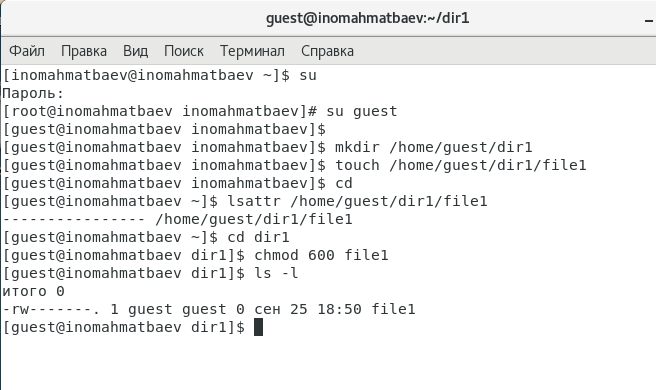 guest@inomahmatbaev:~/dir1
Файл Правка Вид Поиск Терминал Справка
[inomahmatbaev@inomahmatbaev ~]$ su
Пароль:
[root@inomahmatbaev inomahmatbaev]# su guest
[guest@inomahmatbaev inomahmatbaev]$
[guest@inomahmatbaev inomahmatbaev]$ mkdir /home/guest/dir1
[guest@inomahmatbaev inomahmatbaev]$ touch /home/guest/dir1/file1
[guest@inomahmatbaev inomahmatbaev]$ cd
[guest@inomahmatbaev ~]$ lsattr /home/guest/dir1/file1
---------------- /home/guest/dir1/file1
[guest@inomahmatbaev ~]$ cd dir1
[guest@inomahmatbaev dir1]$ chmod 600 file1
[guest@inomahmatbaev dir1]$ ls -l
итого 0
-rw-------. 1 guest guest 0 сен 25 18:50 file1
[guest@inomahmatbaev dir1]$